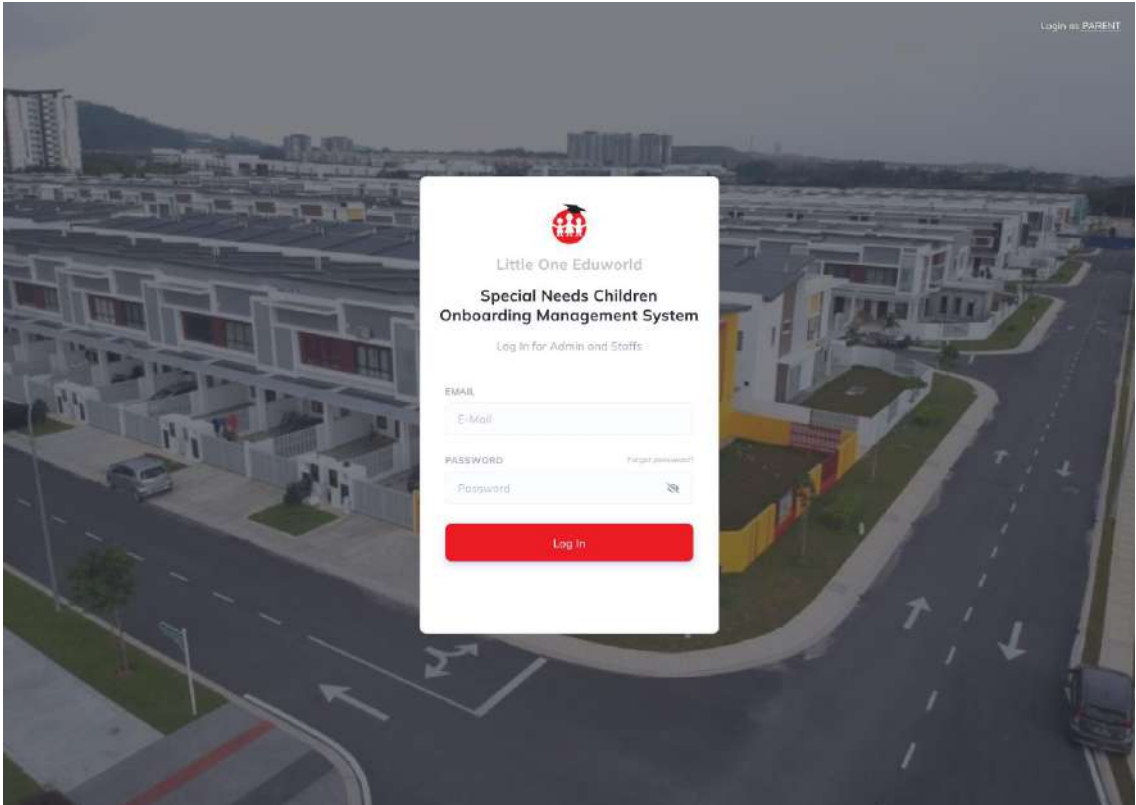 Login as PARENT
Little One Eduworld
Special Needs Children
Onboarding Management System
Log In for Admin and Staffs
EMAIL
E-Mail
PASSWORD
Forgot password?
Password
Log In